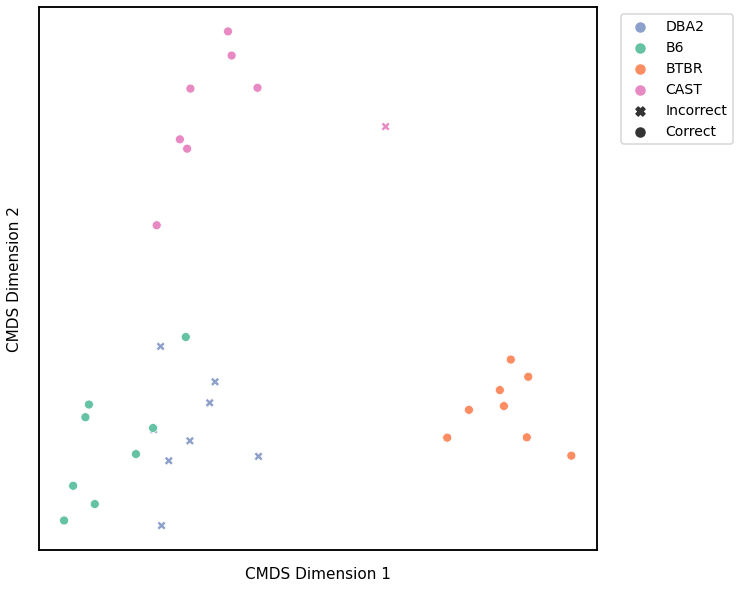 DBA2
B6
BTBR
CAST
Incorrect
Correct
CMDS Dimension 2
CMDS Dimension 1